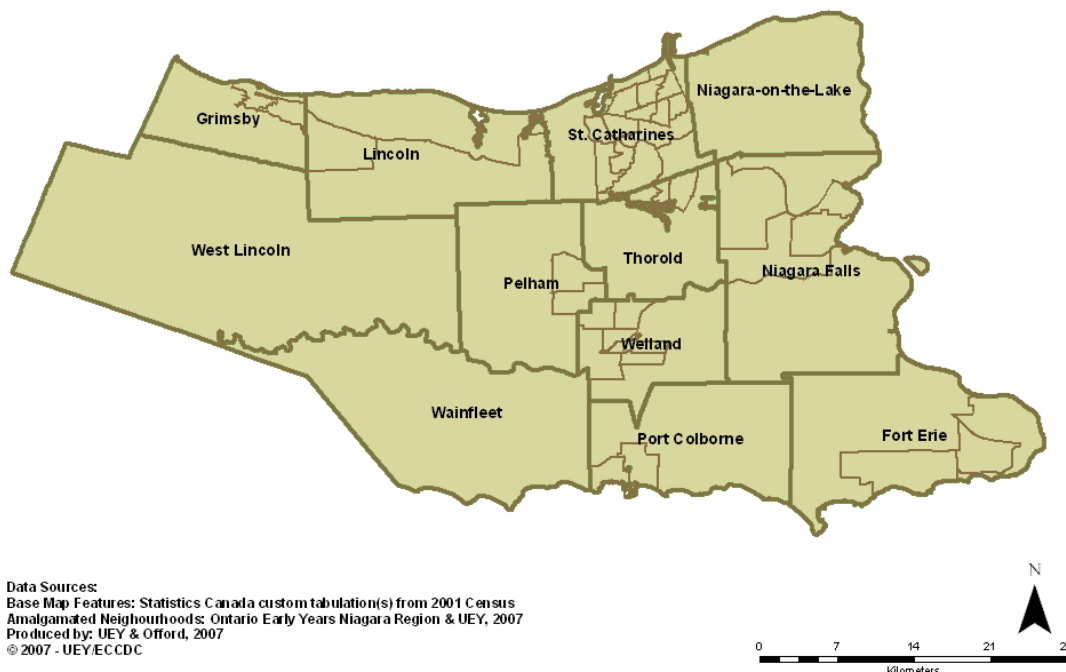 Niagara-on-the-Lake
Grimsby
St. Catharines
Lincoln
West Lincoln
Thorold
Niagara Falls
Pelham
Welland
Wainfleet
Port Colborne
Fort Erie
Data Sources:
Base Map Features: Statistics Canada custom tabulation(s) from 2001 Census
Amalgamated Neighourhoods: Ontario Early Years Niagara Region & UEY, 2007
Produced by: UEY & Offord, 2007
© 2007 - UEY/ECCDC
N
0 7 14 21
Kilometers